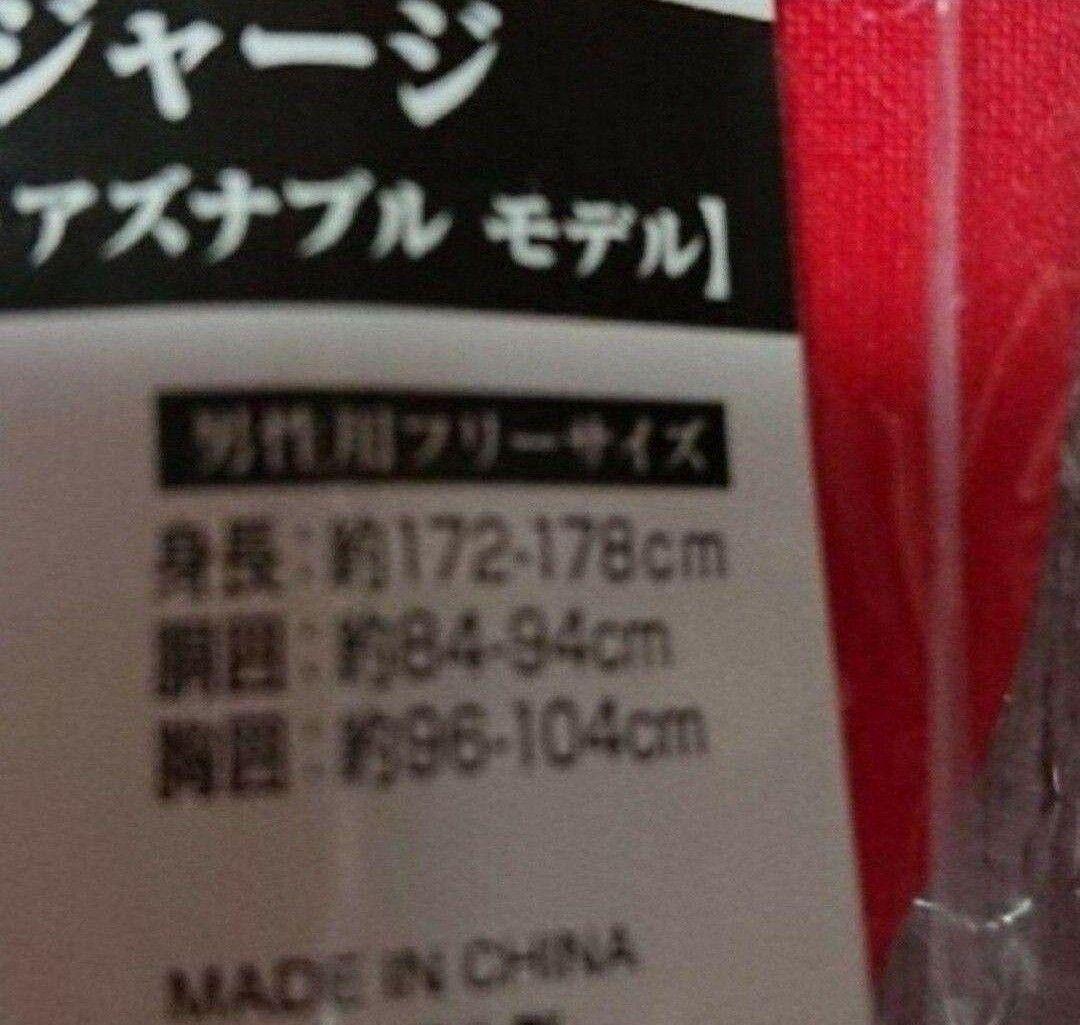 ジャージ
アズナブル モデル】
男性用フリーサイズ
身長:約172-178cm
胴囲:約84-94cm
胸囲:約96-104cm
MADE IN CHINA